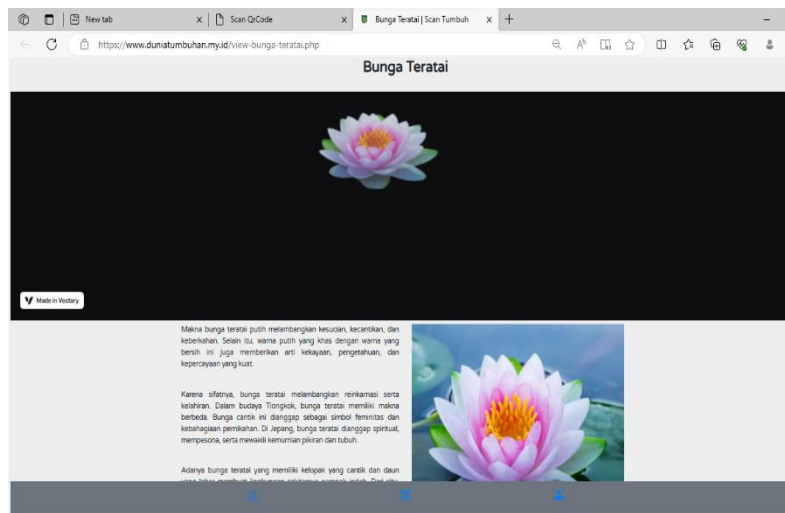 New tab
Scan QrCode
Bunga Teratai | Scan Tumbuh
https://www.duniatumbuhan.my.id/view-bunga-teratai.php
Bunga Teratai
Made in Vectary
Makna bunga teratai putih melambangkan kesucian, kecantikan, dan
keberkahan. Selain itu, warna putih yang khas dengan warna yang
bersih ini juga memberikan arti kekayaan, pengetahuan, dan
kepercayaan yang kuat.
Karena sifatnya, bunga teratai melambangkan reinkarnasi serta
kelahiran. Dalam budaya Tiongkok, bunga teratai memiliki makna
berbeda. Bunga cantik ini dianggap sebagai simbol feminitas dan
kebahagiaan pernikahan. Di Jepang, bunga teratai dianggap spiritual,
mempesona, serta mewakili kemurnian pikiran dan tubuh.
Adanya bunga teratai yang memiliki kelopak yang cantik dan daun